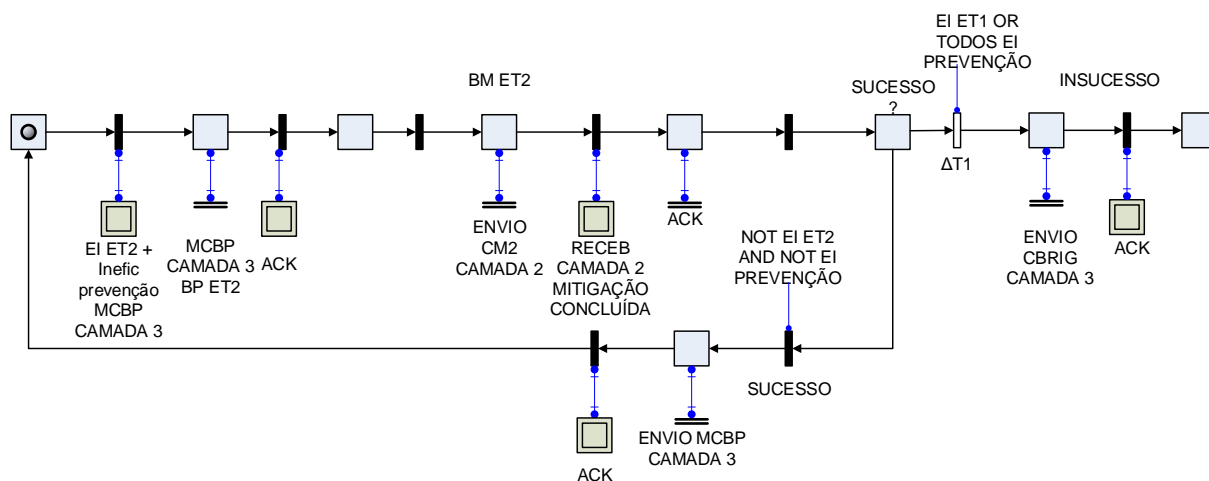 EI ET1 OR
TODOS EI
PREVENÇÃO
BM ET2
SUCESSO
?
INSUCESSO
ΔT1
EI ET2 +
Inefic
prevenção
MCBP
CAMADA 3
MCBP
CAMADA 3
BP ET2
ACK
ENVIO
CM2
CAMADA 2
RECEB
CAMADA 2
MITIGAÇÃO
CONCLUÍDA
ACK
NOT EI ET2
AND NOT EI
PREVENÇÃO
ENVIO
CBRIG
CAMADA 3
ACK
SUCESSO
ENVIO MCBP
CAMADA 3
ACK